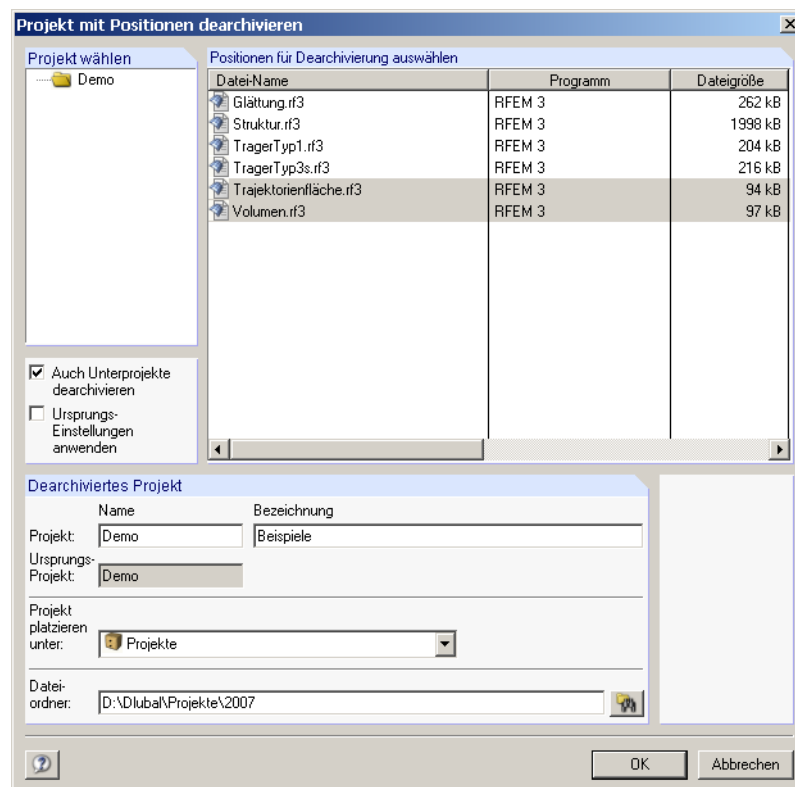 Projekt mit Positionen dearchivieren
Projekt wählen
Demo
Auch Unterprojekte
dearchivieren
Ursprungs-
Einstellungen
anwenden
Positionen für Dearchivierung auswählen
Datei-Name Programm Dateigröße
Glättung.rf3 RFEM 3 262 kB
Struktur.rf3 RFEM 3 1998 kB
TragerTyp1.rf3 RFEM 3 204 kB
TragerTyp3s.rf3 RFEM 3 216 kB
Trajektorienfläche.rf3 RFEM 3 94 kB
Volumen.rf3 RFEM 3 97 kB
Dearchiviertes Projekt
Name Bezeichnung
Projekt: Demo Beispiele
Ursprungs-
Projekt: Demo
Projekt
platzieren
unter: Projekte
Datei-
ordner: D:\Dlubal\Projekte\2007
OK Abbrechen